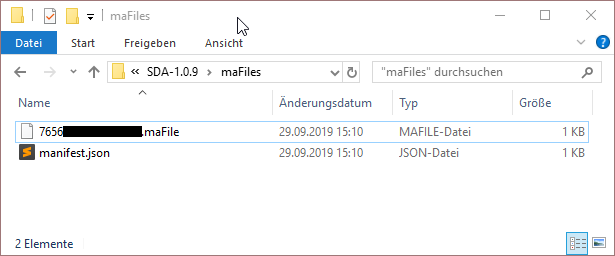 maFiles
Datei Start Freigeben Ansicht
« SDA-1.0.9 > maFiles "maFiles" durchsuchen
Name Änderungsdatum Typ Größe
7656 .maFile 29.09.2019 15:10 MAFILE-Datei 1 KB
manifest.json 29.09.2019 15:10 JSON-Datei 1 KB
2 Elemente